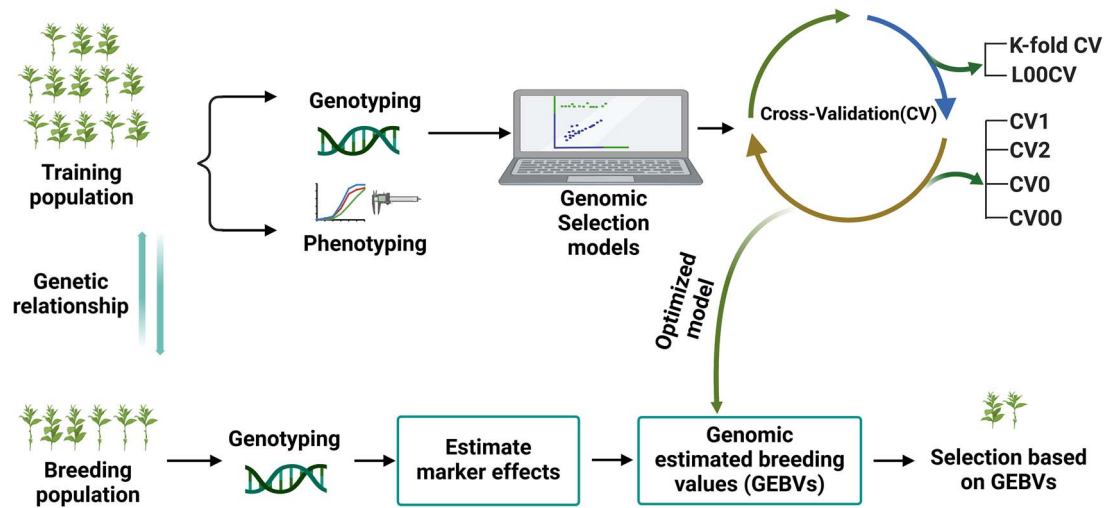 Training
population
Genotyping
Phenotyping
Genomic
Selection
models
Cross-Validation(CV)
K-fold CV
L00CV
CV1
CV2
CV0
CV00
Genetic
relationship
Optimized
model
Breeding
population
Genotyping
Estimate
marker effects
Genomic
estimated breeding
values (GEBVs)
Selection based
on GEBVs